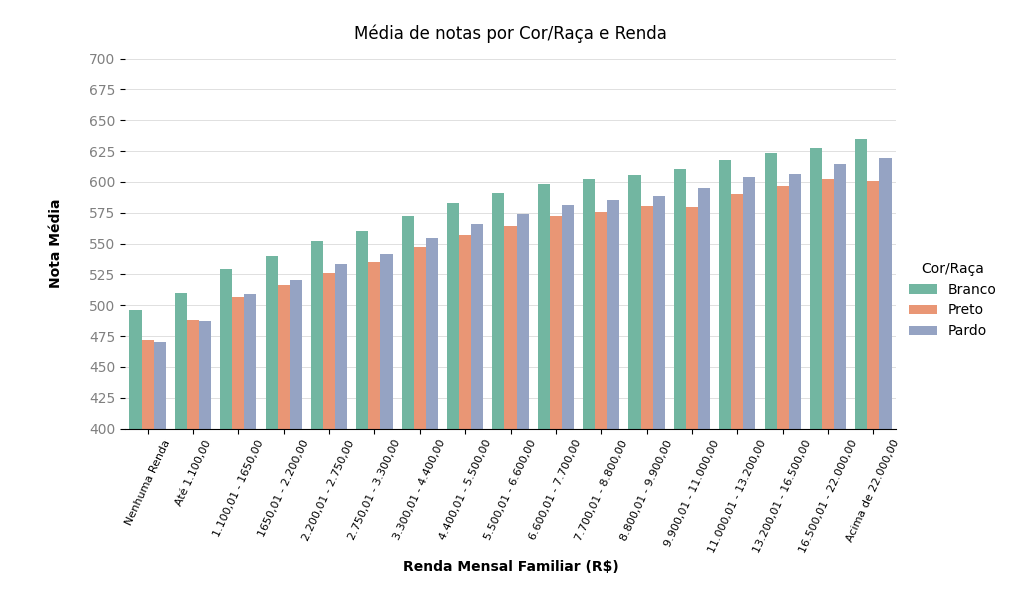 Média de notas por Cor/Raça e Renda
700
675
650
625
600
575
550
525
500
475
450
425
400
Nota Média
Nenhuma Renda
Até 1.100,00
1.100,01 - 1650,00
1650,01 - 2.200,00
2.200,01 - 2.750,00
2.750,01 - 3.300,00
3.300,01 - 4.400,00
4.400,01 - 5.500,00
5.500,01 - 6.600,00
6.600,01 - 7.700,00
7.700,01 - 8.800,00
8.800,01 - 9.900,00
9.900,01 - 11.000,00
11.000,01 - 13.200,00
13.200,01 - 16.500,00
16.500,01 - 22.000,00
Acima de 22.000,00
Renda Mensal Familiar (R$)
Cor/Raça
Branco
Preto
Pardo